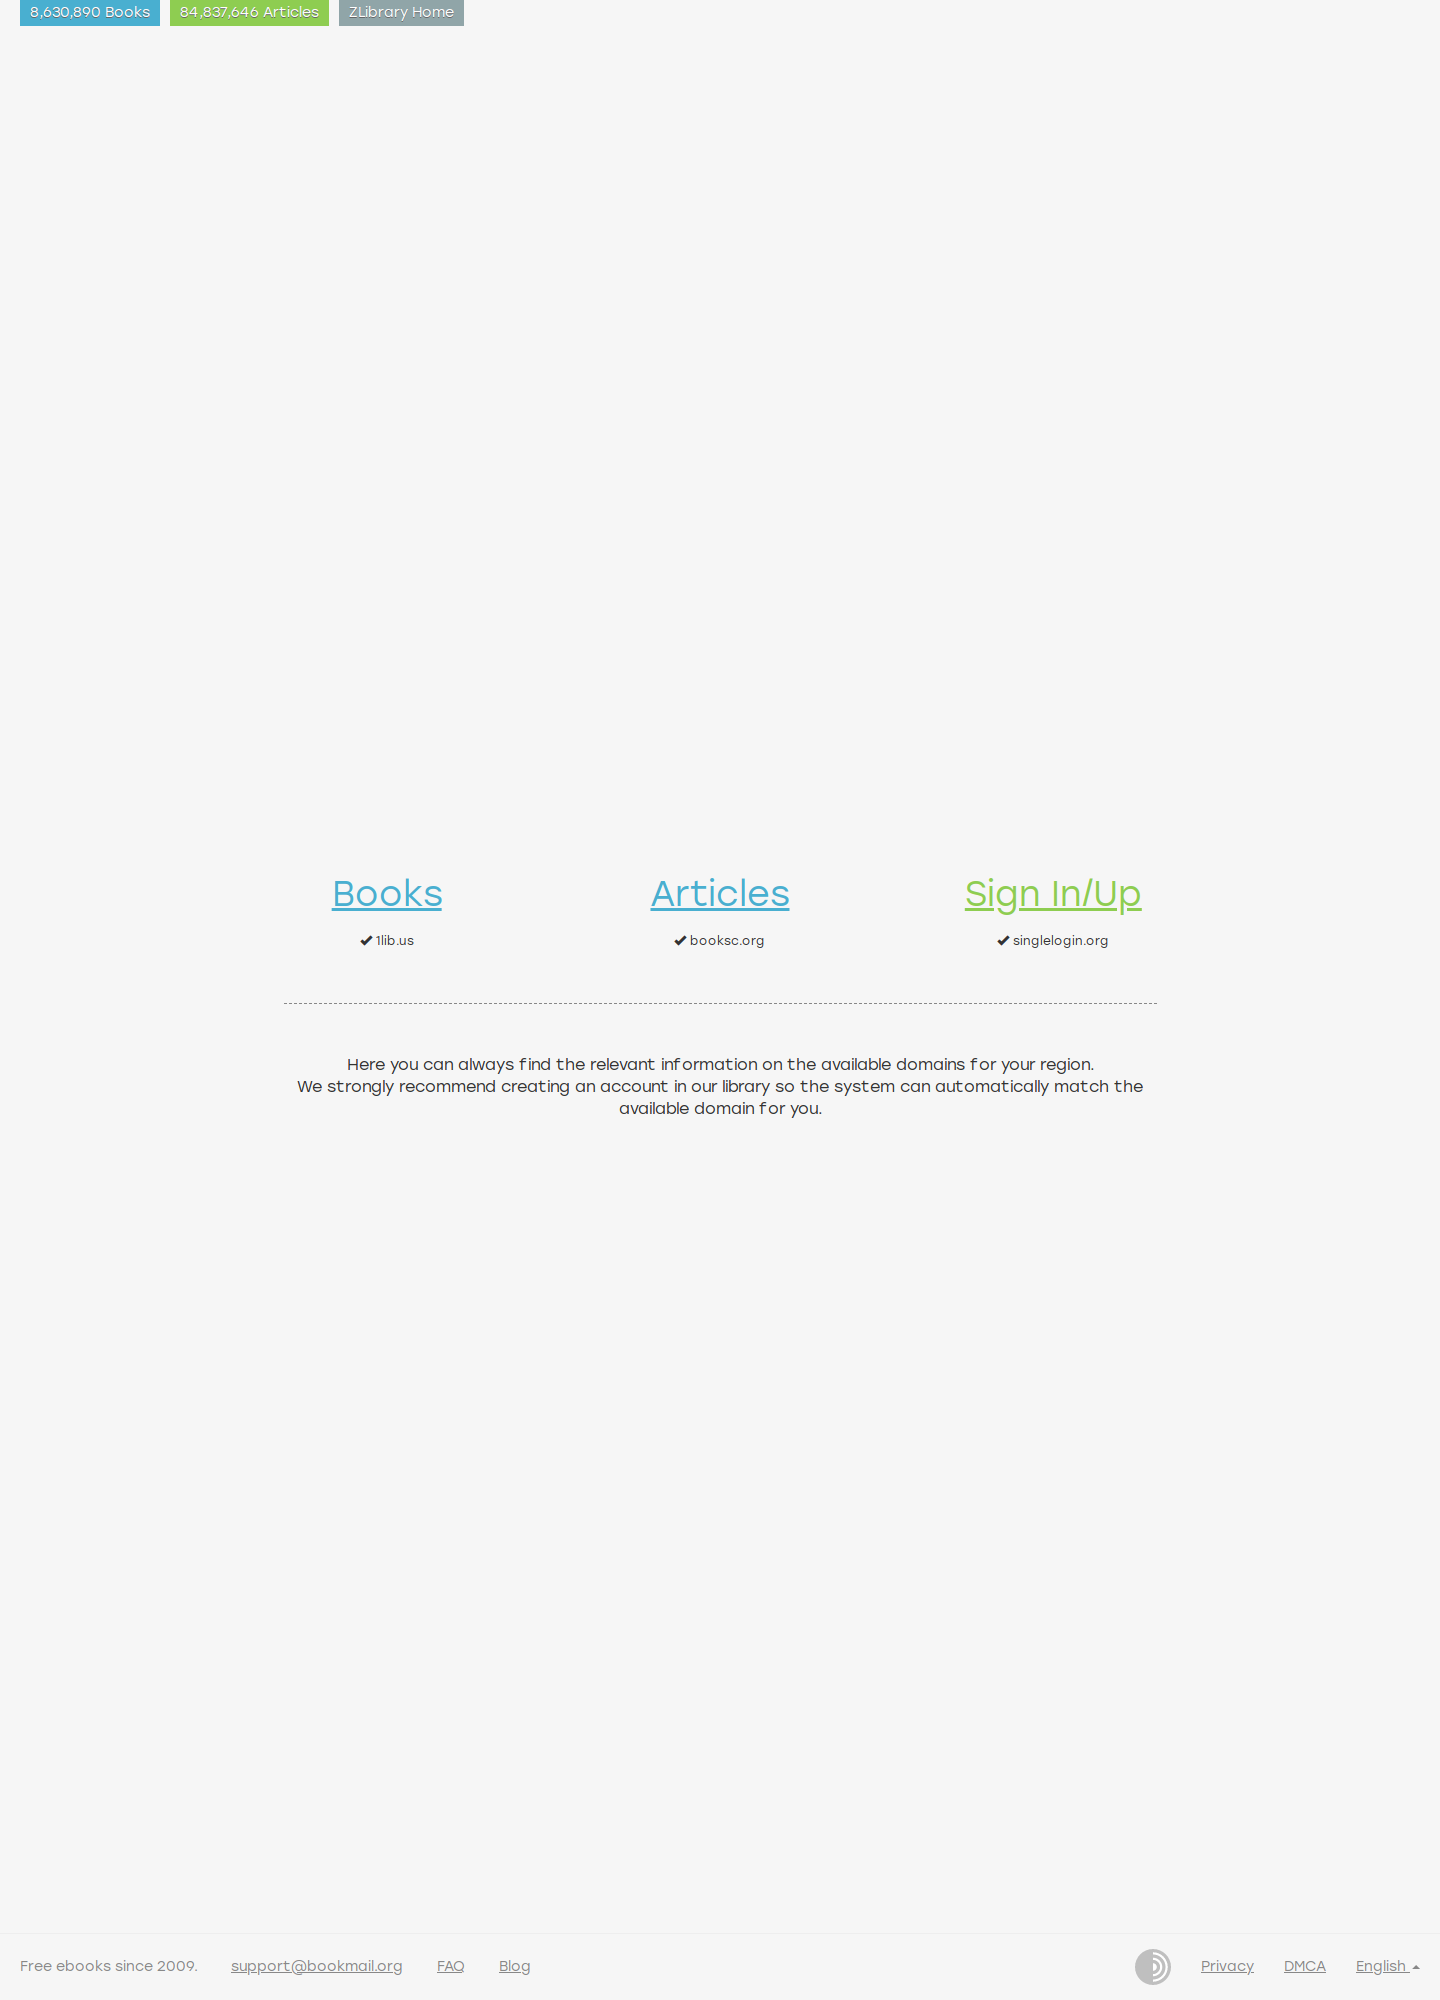 8,630,890 Books
84,837,646 Articles
ZLibrary Home
Books
Articles
Sign In/Up
1lib.us
booksc.org
singlelogin.org
Here you can always find the relevant information on the available domains for your region.
We strongly recommend creating an account in our library so the system can automatically match the
available domain for you.
Free ebooks since 2009.
support@bookmail.org
FAQ
Blog
Privacy
DMCA
English